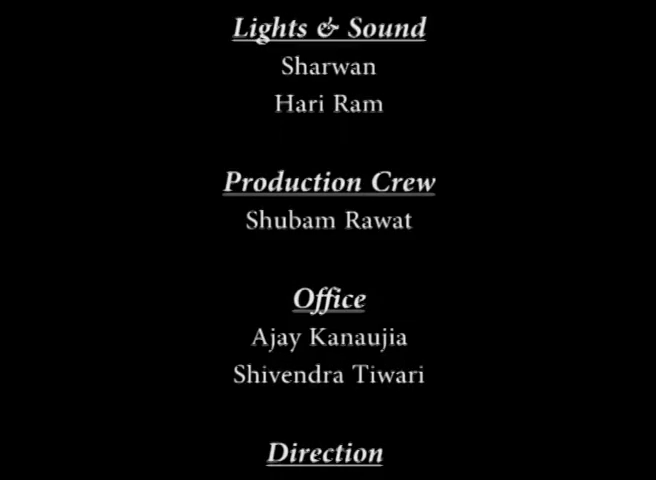 Lights & Sound
Sharwan
Hari Ram
Production Crew
Shubam Rawat
Office
Ajay Kanaujia
Shivendra Tiwari
Direction